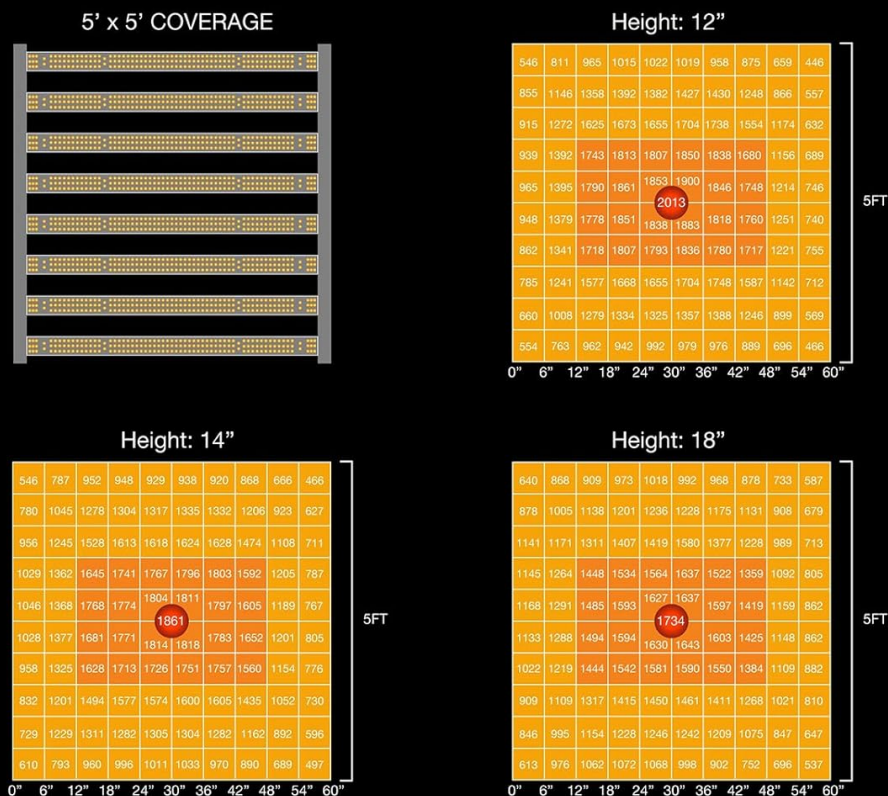 5’ x 5’ COVERAGE
Height: 12”
546 811 965 1015 1022 1019 958 875 659 446
855 1146 1358 1392 1382 1427 1430 1248 866 557
915 1272 1625 1673 1655 1704 1738 1554 1174 632
939 1392 1743 1813 1807 1850 1838 1680 1156 689
965 1395 1790 1861 1853 1900 1846 1748 1214 746
2013
5FT
948 1379 1778 1851 1838 1883 1818 1760 1251 740
862 1341 1718 1807 1793 1836 1780 1717 1221 755
785 1241 1577 1668 1655 1704 1748 1587 1142 712
660 1008 1279 1334 1325 1357 1388 1246 899 569
554 763 962 942 992 979 976 889 696 466
0” 6” 12” 18” 24” 30” 36” 42” 48” 54” 60”
Height: 14”
546 787 952 948 929 938 920 868 666 466
780 1045 1278 1304 1317 1335 1332 1206 923 627
956 1245 1528 1613 1618 1624 1628 1474 1108 711
1029 1362 1645 1741 1767 1796 1803 1592 1205 787
1046 1368 1768 1774 1804 1811 1797 1605 1189 767
1861
5FT
1028 1377 1681 1771 1814 1818 1783 1652 1201 805
958 1325 1628 1713 1726 1751 1757 1560 1154 776
832 1201 1494 1577 1574 1600 1605 1435 1052 730
729 1229 1311 1282 1305 1304 1282 1162 892 596
610 793 960 996 1011 1033 970 890 689 497
0” 6” 12” 18” 24” 30” 36” 42” 48” 54” 60”
Height: 18”
640 868 909 973 1018 992 968 878 733 587
878 1005 1138 1201 1236 1228 1175 1131 908 679
1141 1171 1311 1407 1419 1580 1377 1228 989 713
1145 1264 1448 1534 1564 1637 1522 1359 1092 805
1168 1291 1485 1593 1627 1637 1597 1419 1159 862
1734
5FT
1133 1288 1494 1594 1630 1643 1603 1425 1148 862
1022 1219 1444 1542 1581 1590 1550 1384 1109 882
909 1109 1317 1415 1450 1461 1411 1268 1021 810
846 995 1154 1228 1246 1242 1209 1075 847 647
613 976 1062 1072 1068 998 902 752 696 537
0” 6” 12” 18” 24” 30” 36” 42” 48” 54” 60”